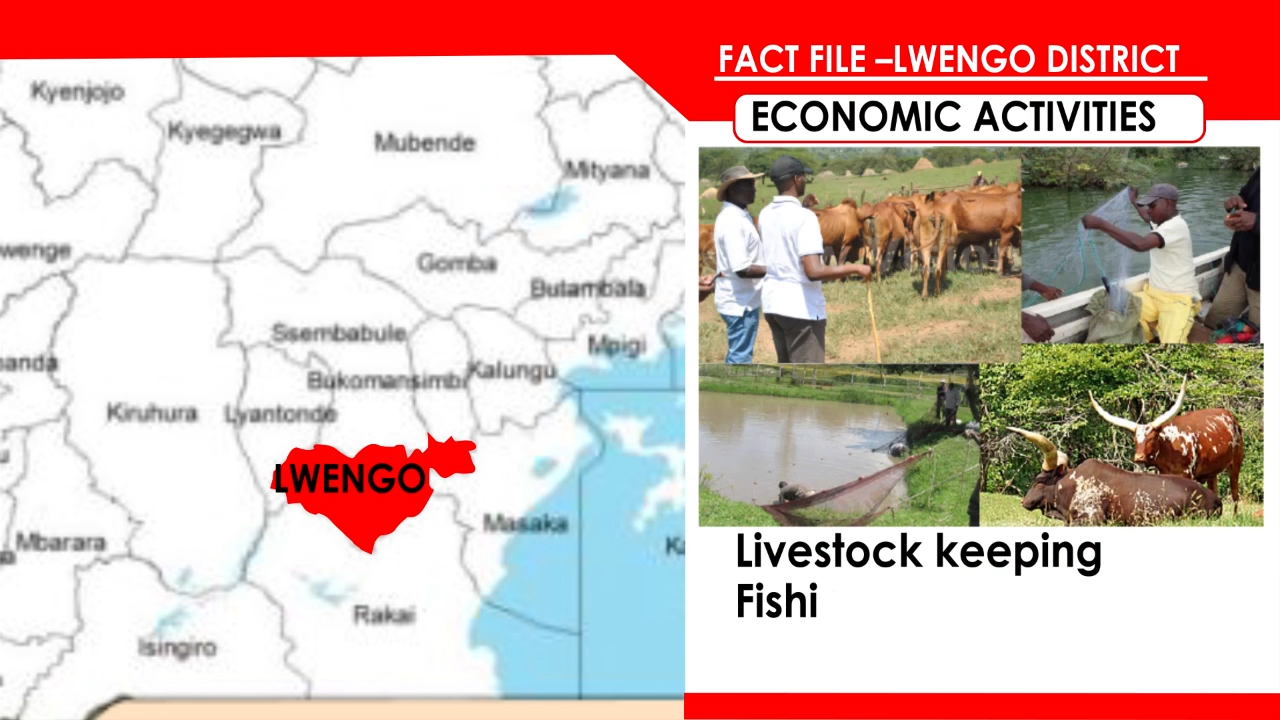 FACT FILE –LWENGO DISTRICT
ECONOMIC ACTIVITIES
Kyenjojo
Kyegegwa
Mubende
Mityana
wenge
Gomba
Butambala
Ssembabule
Mpigi
Bukomansimbi
Kalungu
Kiruhura
Lyantonde
LWENGO
Masaka
Mbarara
Rakai
Isingiro
Livestock keeping
Fishi